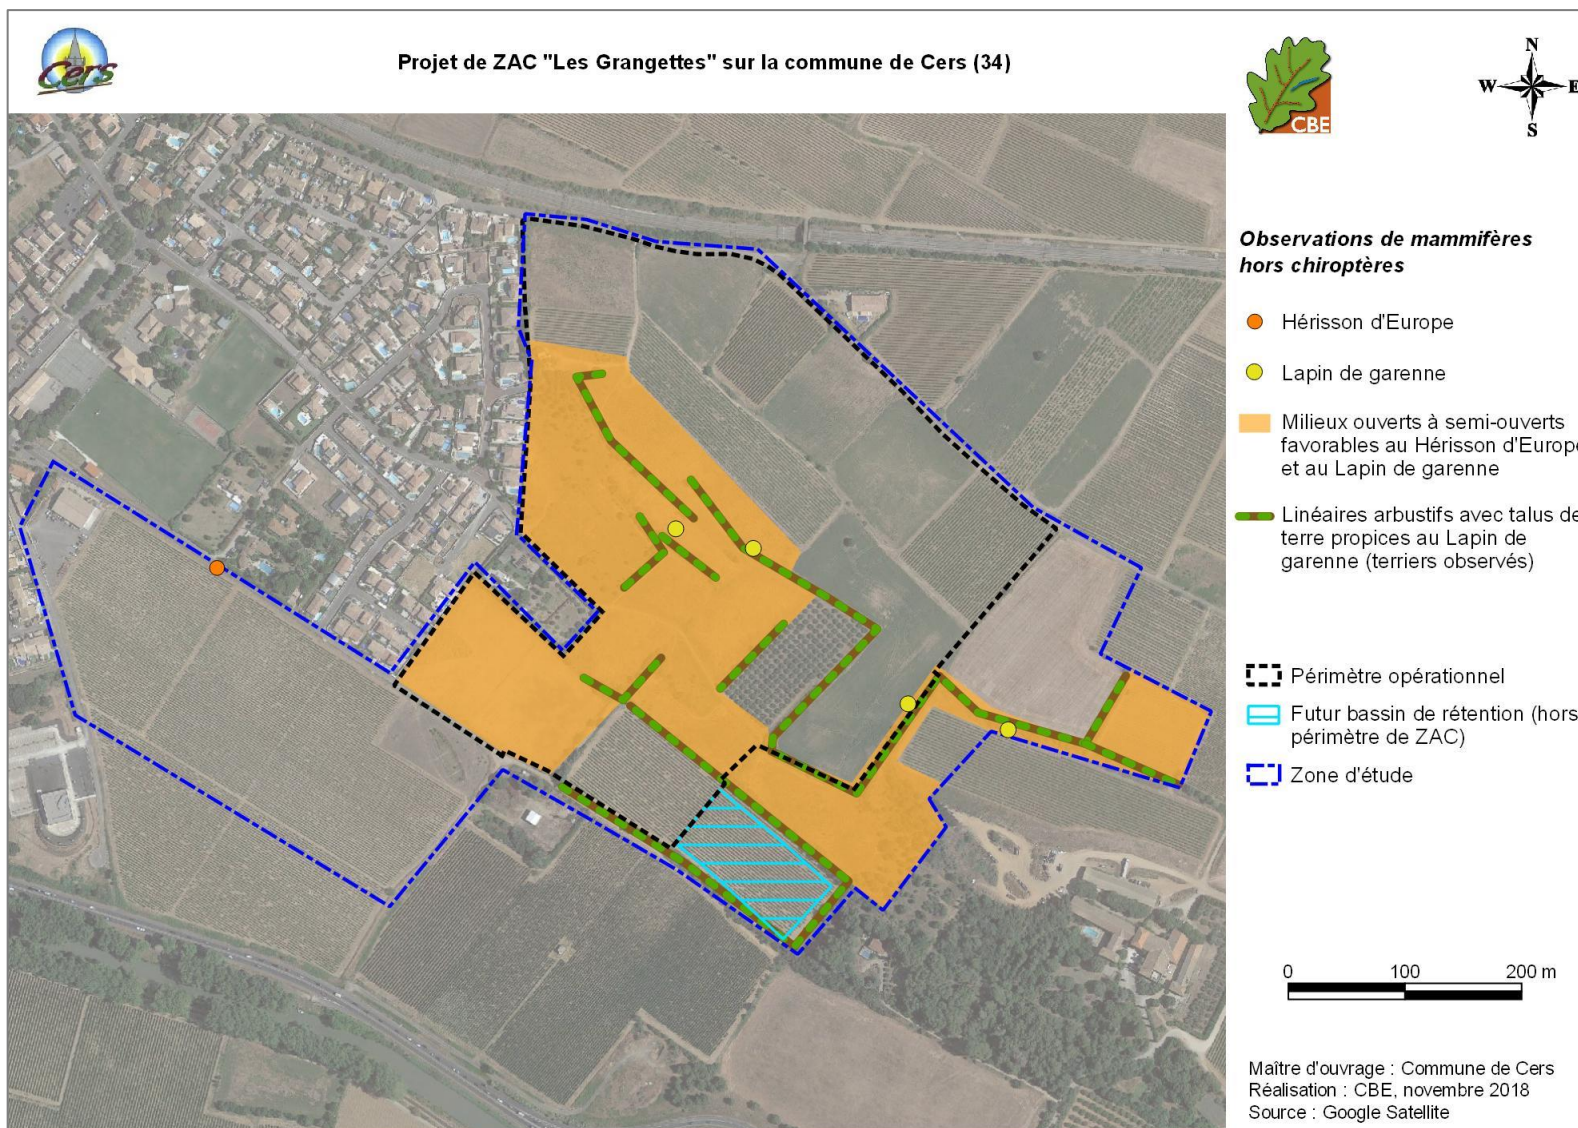 Cers
Projet de ZAC "Les Grangettes" sur la commune de Cers (34)
CBE
N
W E
S
Observations de mammifères
hors chiroptères
Hérisson d'Europe
Lapin de garenne
Milieux ouverts à semi-ouverts
favorables au Hérisson d'Europe
et au Lapin de garenne
Linéaires arbustifs avec talus de
terre propices au Lapin de
garenne (terriers observés)
Périmètre opérationnel
Futur bassin de rétention (hors
périmètre de ZAC)
Zone d'étude
0 100 200 m
Maître d'ouvrage : Commune de Cers
Réalisation : CBE, novembre 2018
Source : Google Satellite